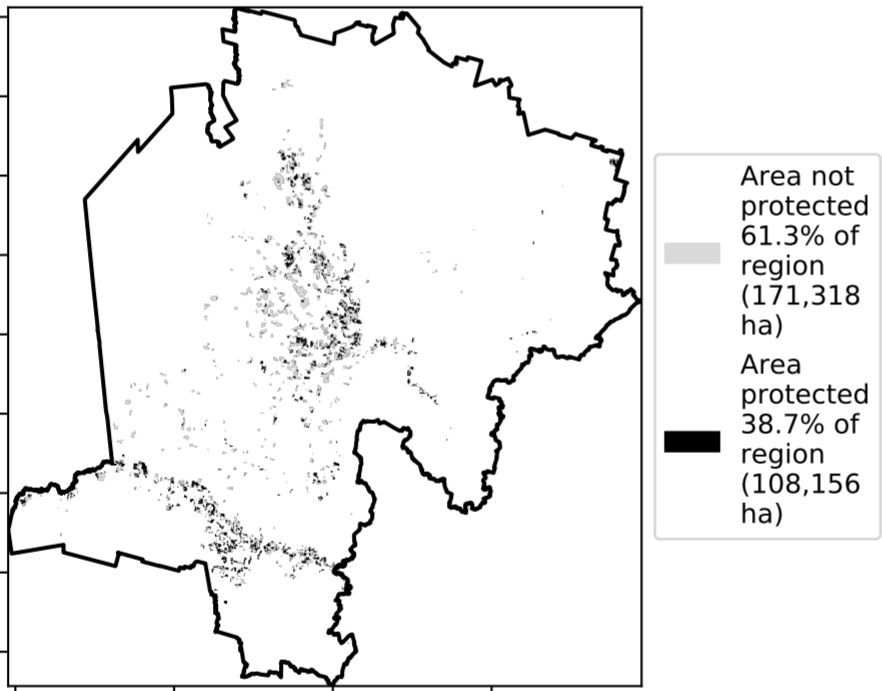 Area not
protected
61.3% of
region
(171,318
ha)
Area
protected
38.7% of
region
(108,156
ha)